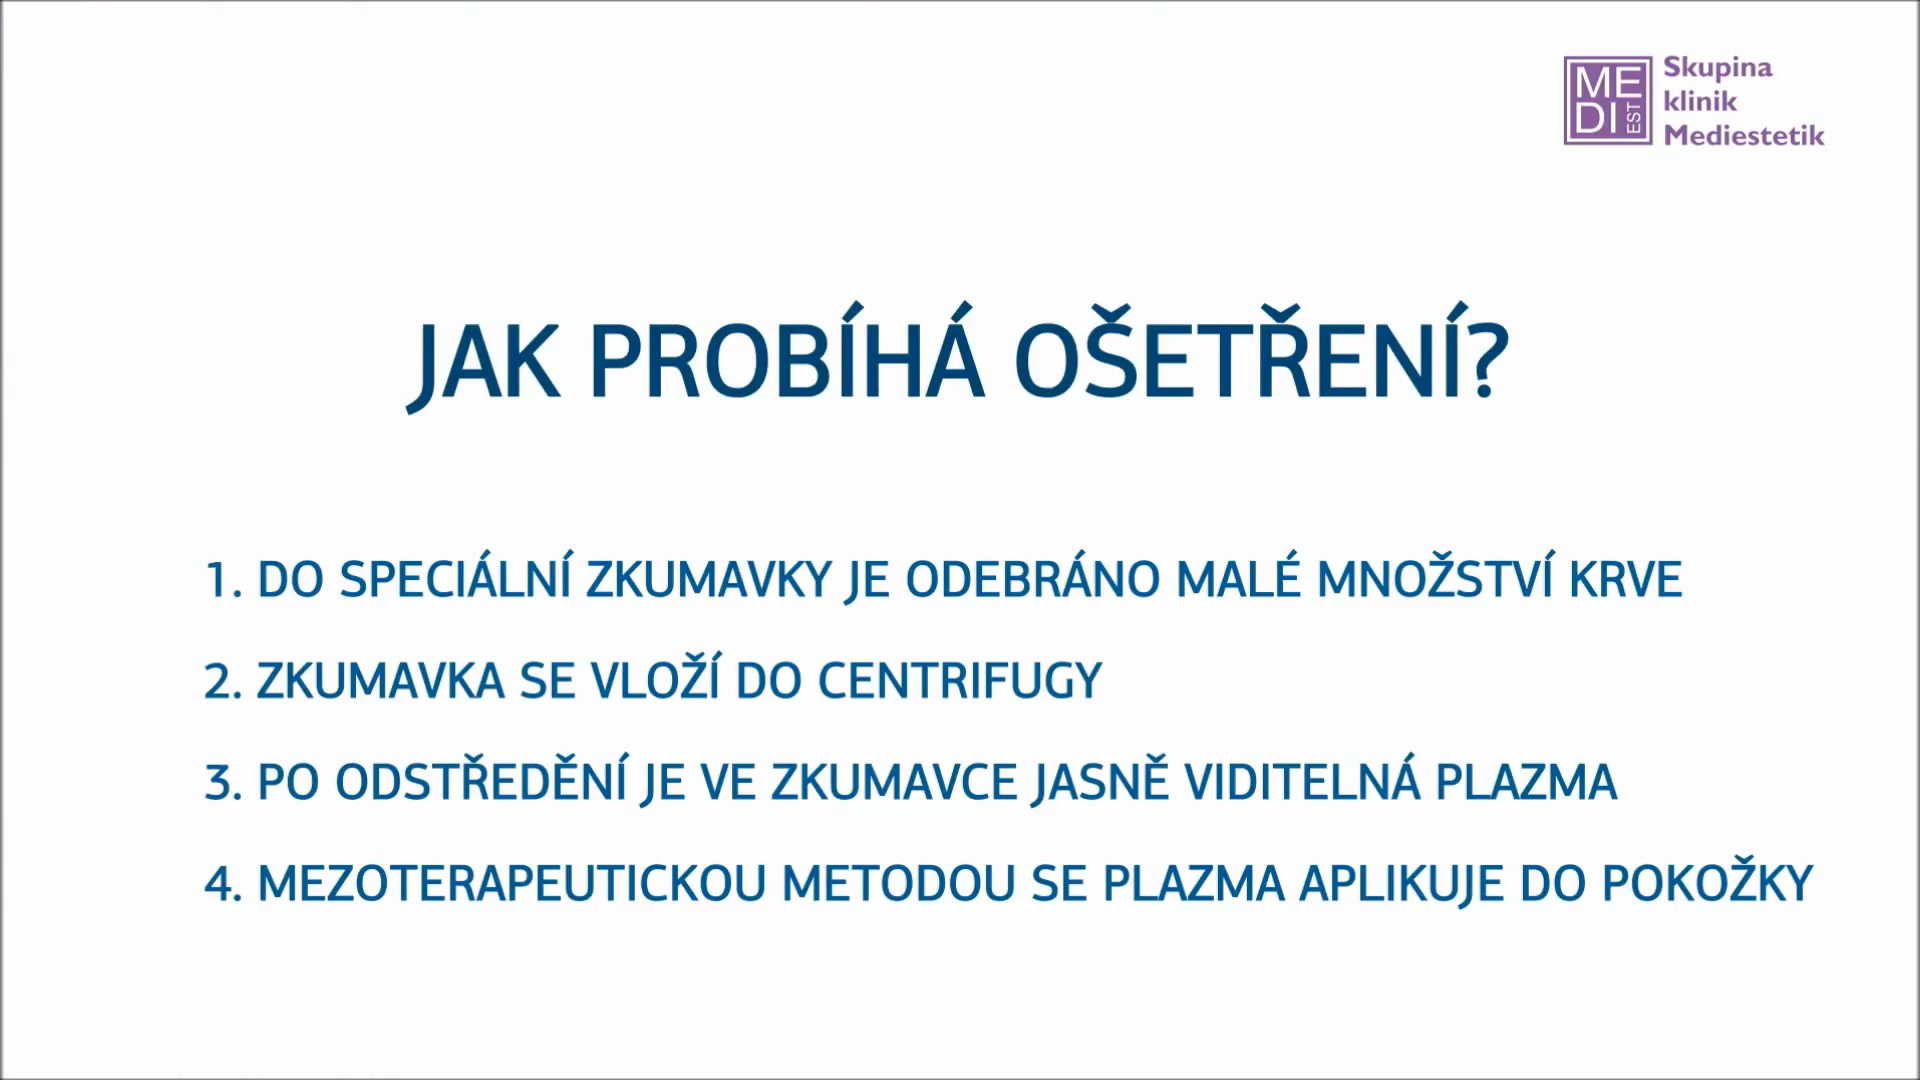 ME
DI
EST
Skupina
klinik
Mediestetik
JAK PROBÍHÁ OŠETŘENÍ?
1. DO SPECIÁLNÍ ZKUMAVKY JE ODEBRÁNO MALÉ MNOŽSTVÍ KRVE
2. ZKUMAVKA SE VLOŽÍ DO CENTRIFUGY
3. PO ODSTŘEDĚNÍ JE VE ZKUMAVCE JASNĚ VIDITELNÁ PLAZMA
4. MEZOTERAPEUTICKOU METODOU SE PLAZMA APLIKUJE DO POKOŽKY